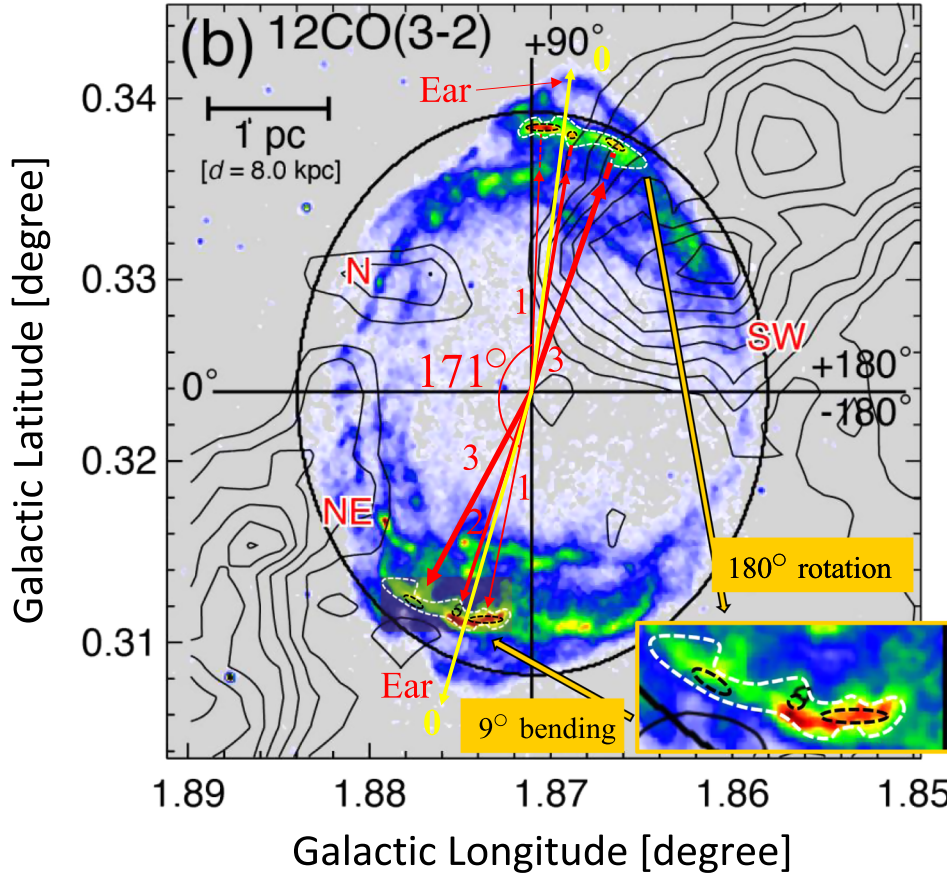 (b) 12CO(3-2)
+90°
0
Ear
1 pc
[d = 8.0 kpc]
0.34
0.33
0.32
0.31
Galactic Latitude [degree]
N
1
2
3
SW
171°
0°
+180°
-180°
3
2
1
NE
180° rotation
Ear
0
9° bending
1.89
1.88
1.87
1.86
1.85
Galactic Longitude [degree]